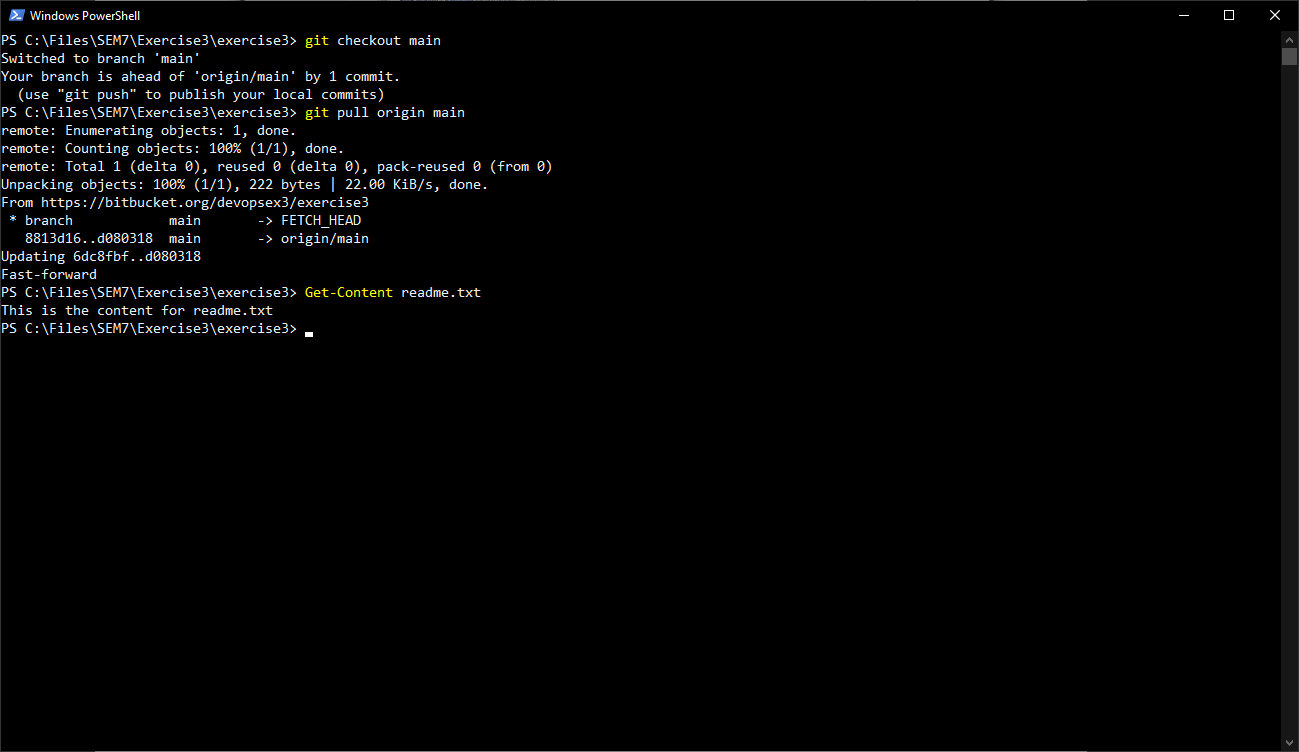 Windows PowerShell
PS C:\Files\SEM7\Exercise3\exercise3> git checkout main
Switched to branch 'main'
Your branch is ahead of 'origin/main' by 1 commit.
  (use "git push" to publish your local commits)
PS C:\Files\SEM7\Exercise3\exercise3> git pull origin main
remote: Enumerating objects: 1, done.
remote: Counting objects: 100% (1/1), done.
remote: Total 1 (delta 0), reused 0 (delta 0), pack-reused 0 (from 0)
Unpacking objects: 100% (1/1), 222 bytes | 22.00 KiB/s, done.
From https://bitbucket.org/devopsex3/exercise3
 * branch            main       -> FETCH_HEAD
   8813d16..d080318  main       -> origin/main
Updating 6dc8fbf..d080318
Fast-forward
PS C:\Files\SEM7\Exercise3\exercise3> Get-Content readme.txt
This is the content for readme.txt
PS C:\Files\SEM7\Exercise3\exercise3>